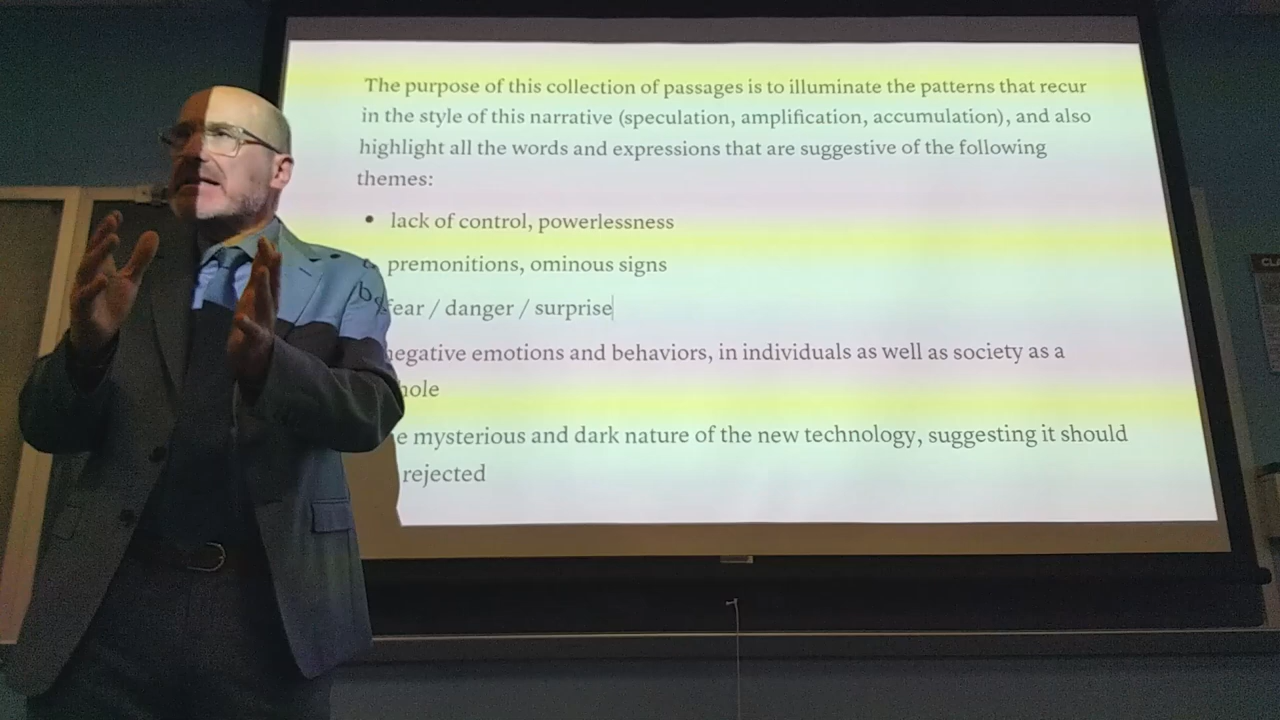 The purpose of this collection of passages is to illuminate the patterns that recur
in the style of this narrative (speculation, amplification, accumulation), and also
highlight all the words and expressions that are suggestive of the following
themes:
• lack of control, powerlessness
premonitions, ominous signs
fear / danger / surprise
negative emotions and behaviors, in individuals as well as society as a
hole
e mysterious and dark nature of the new technology, suggesting it should
rejected
CLA